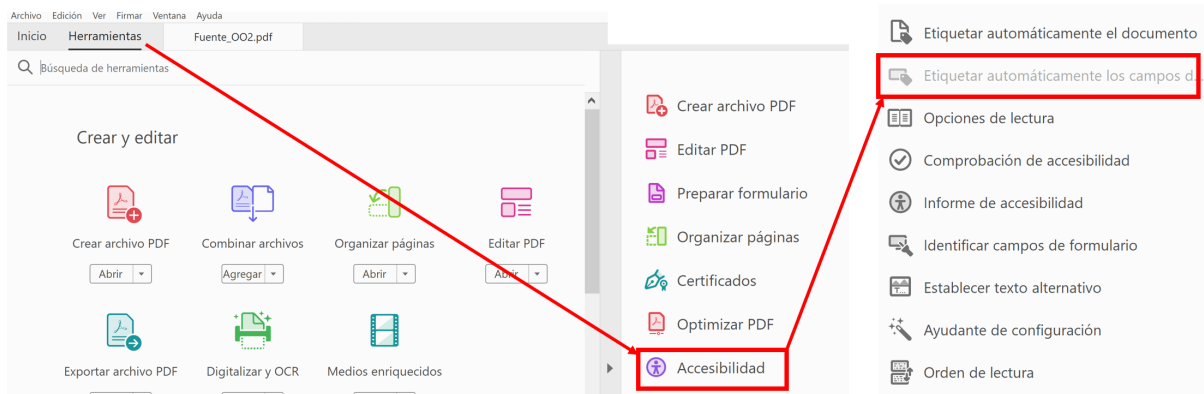 Archivo Edición Ver Firmar Ventana Ayuda
Inicio Herramientas Fuente_OO2.pdf
Búsqueda de herramientas
Crear y editar
Crear archivo PDF Combinar archivos Organizar páginas Editar PDF
Abrir Agregar Abrir Abrir
Exportar archivo PDF Digitalizar y OCR Medios enriquecidos
Crear archivo PDF
Editar PDF
Preparar formulario
Organizar páginas
Certificados
Optimizar PDF
Accesibilidad
Etiquetar automáticamente el documento
Etiquetar automáticamente los campos d...
Opciones de lectura
Comprobación de accesibilidad
Informe de accesibilidad
Identificar campos de formulario
Establecer texto alternativo
Ayudante de configuración
Orden de lectura